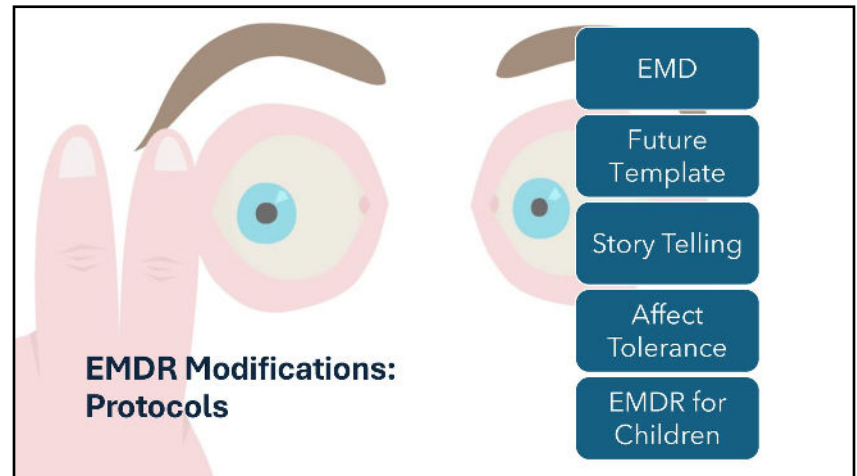 EMD
Future
Template
Story Telling
Affect
Tolerance
EMDR for
Children
EMDR Modifications:
Protocols